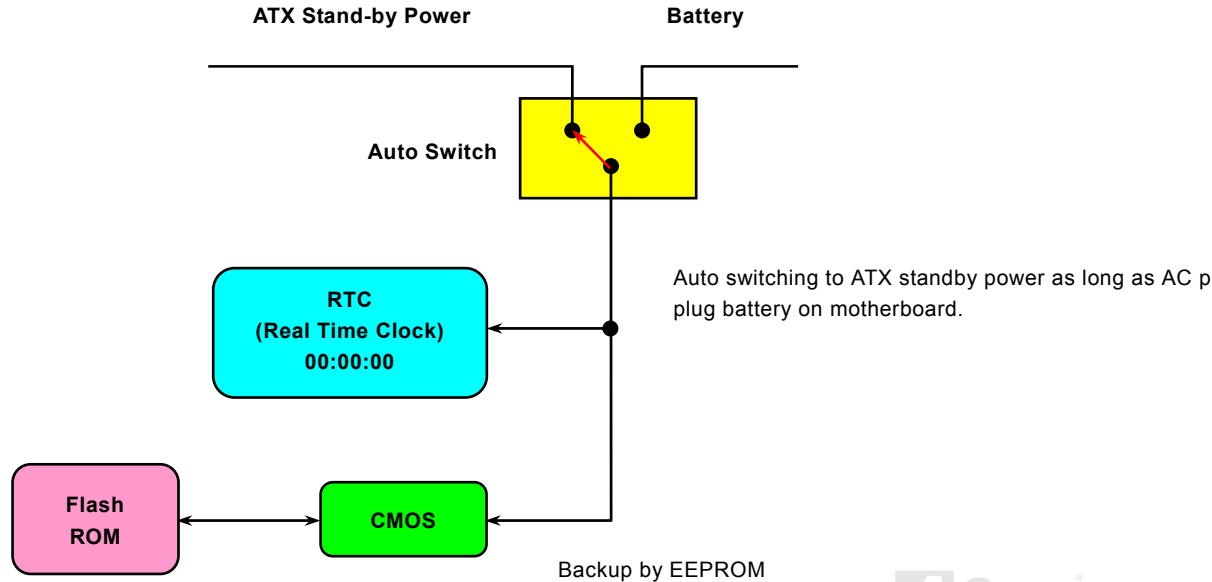 ATX Stand-by Power
Battery
Auto Switch
RTC
(Real Time Clock)
00:00:00
Auto switching to ATX standby power as long as AC p
plug battery on motherboard.
Flash
ROM
CMOS
Backup by EEPROM